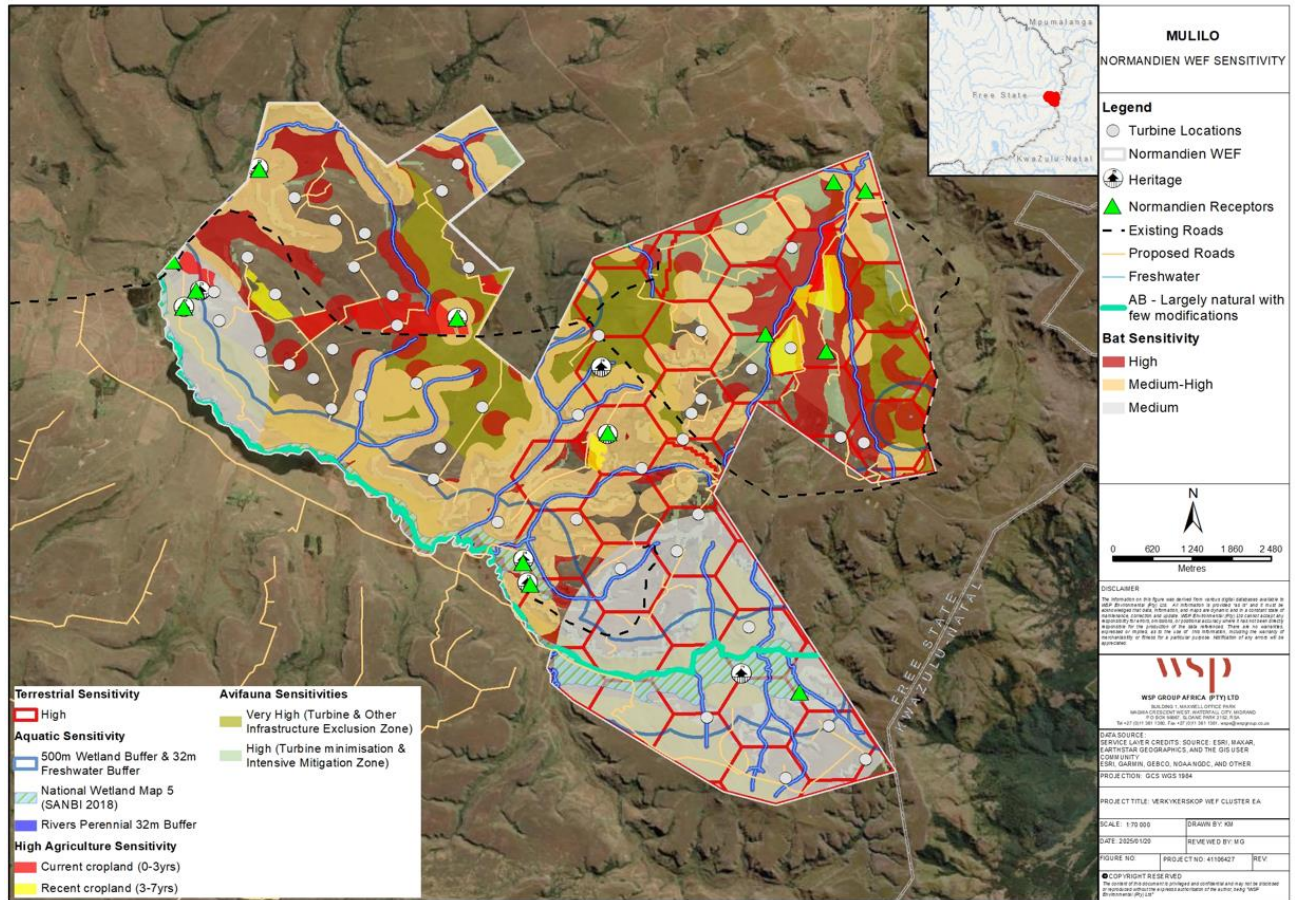 MULILO
NORMANDIEN WEF SENSITIVITY
Legend
Turbine Locations
Normandien WEF
Heritage
Normandien Receptors
Existing Roads
Proposed Roads
Freshwater
AB - Largely natural with
few modifications
Bat Sensitivity
High
Medium-High
Medium
N
0 620 1 240 1 860 2 480
Metres
DISCLAIMER
WSP
WSP GROUP AFRICA (PTY) LTD
DATA SOURCE:
SERVICE LAYER CREDITS: SOURCE: ESRI, MAXAR,
EARTHSTAR GEOGRAPHICS, AND THE GIS USER
COMMUNITY
ESRI, GARMIN, GEBCO, NOAA NGDC, AND OTHER
PROJECTION: GCS WGS 1984
PROJECT TITLE: VERKYKERSKOP WEF CLUSTER EA
SCALE: 1:70 000
DRAWN BY: KM
DATE: 2025/01/20
REVIEWED BY: MG
FIGURE NO:
PROJECT NO: 41106427
REV:
COPYRIGHT RESERVED
Mpumalanga
Free State
KwaZulu-Natal
FREE STATE
KWAZULU-NATAL
Terrestrial Sensitivity
High
Aquatic Sensitivity
500m Wetland Buffer & 32m
Freshwater Buffer
National Wetland Map 5
(SANBI 2018)
Rivers Perennial 32m Buffer
High Agriculture Sensitivity
Current cropland (0-3yrs)
Recent cropland (3-7yrs)
Avifauna Sensitivities
Very High (Turbine & Other
Infrastructure Exclusion Zone)
High (Turbine minimisation &
Intensive Mitigation Zone)